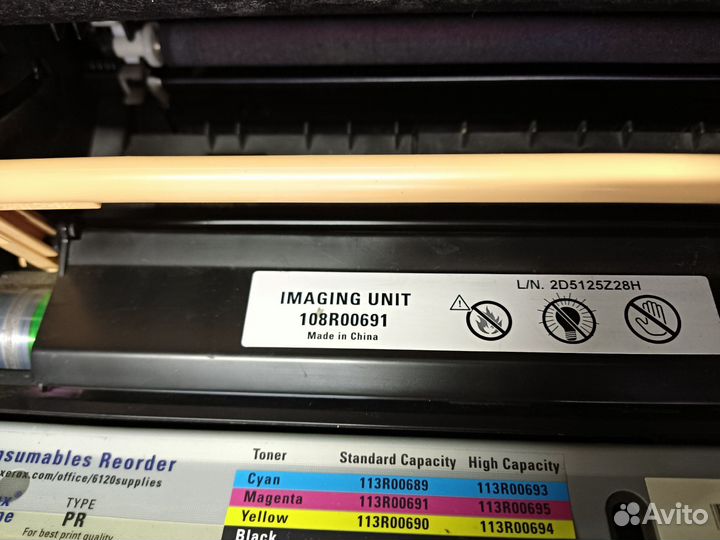 L/N. 2D5125Z28H
IMAGING UNIT
108R00691
Made in China
Consumables Reorder
xerox.com/office/6120supplies
TYPE
PR
For best print quality
Toner Standard Capacity High Capacity
Cyan 113R00689 113R00693
Magenta 113R00691 113R00695
Yellow 113R00690 113R00694
Black
Avito